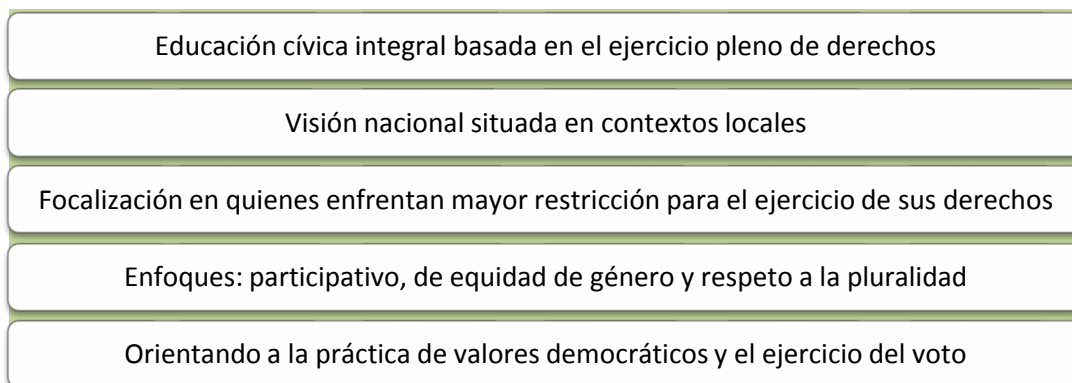 Educación cívica integral basada en el ejercicio pleno de derechos
Visión nacional situada en contextos locales
Focalización en quienes enfrentan mayor restricción para el ejercicio de sus derechos
Enfoques: participativo, de equidad de género y respeto a la pluralidad
Orientando a la práctica de valores democráticos y el ejercicio del voto